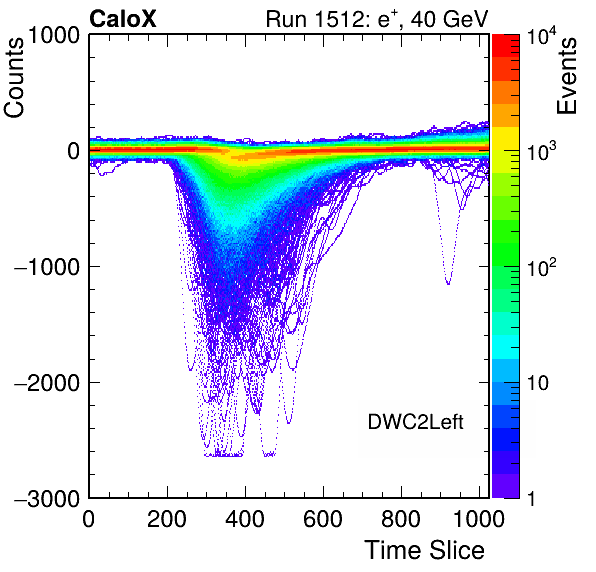 CaloX Run 1512: e⁺, 40 GeV
Counts
Events
1000
0
−1000
−2000
−3000
10⁴
10³
10²
10
1
DWC2Left
0 200 400 600 800 1000
Time Slice